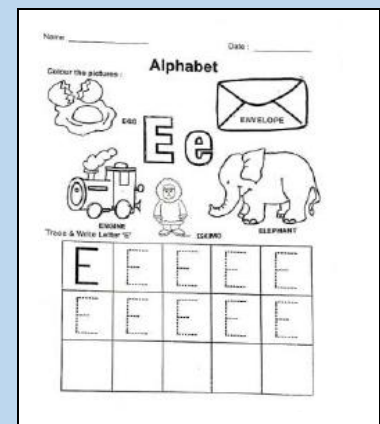 Name
Date :
Alphabet
Colour the pictures :
EGG
E e
ENVELOPE
ENGINE
ESKIMO
ELEPHANT
Trace & Write Letter 'E'
E E E E E
E E E E E